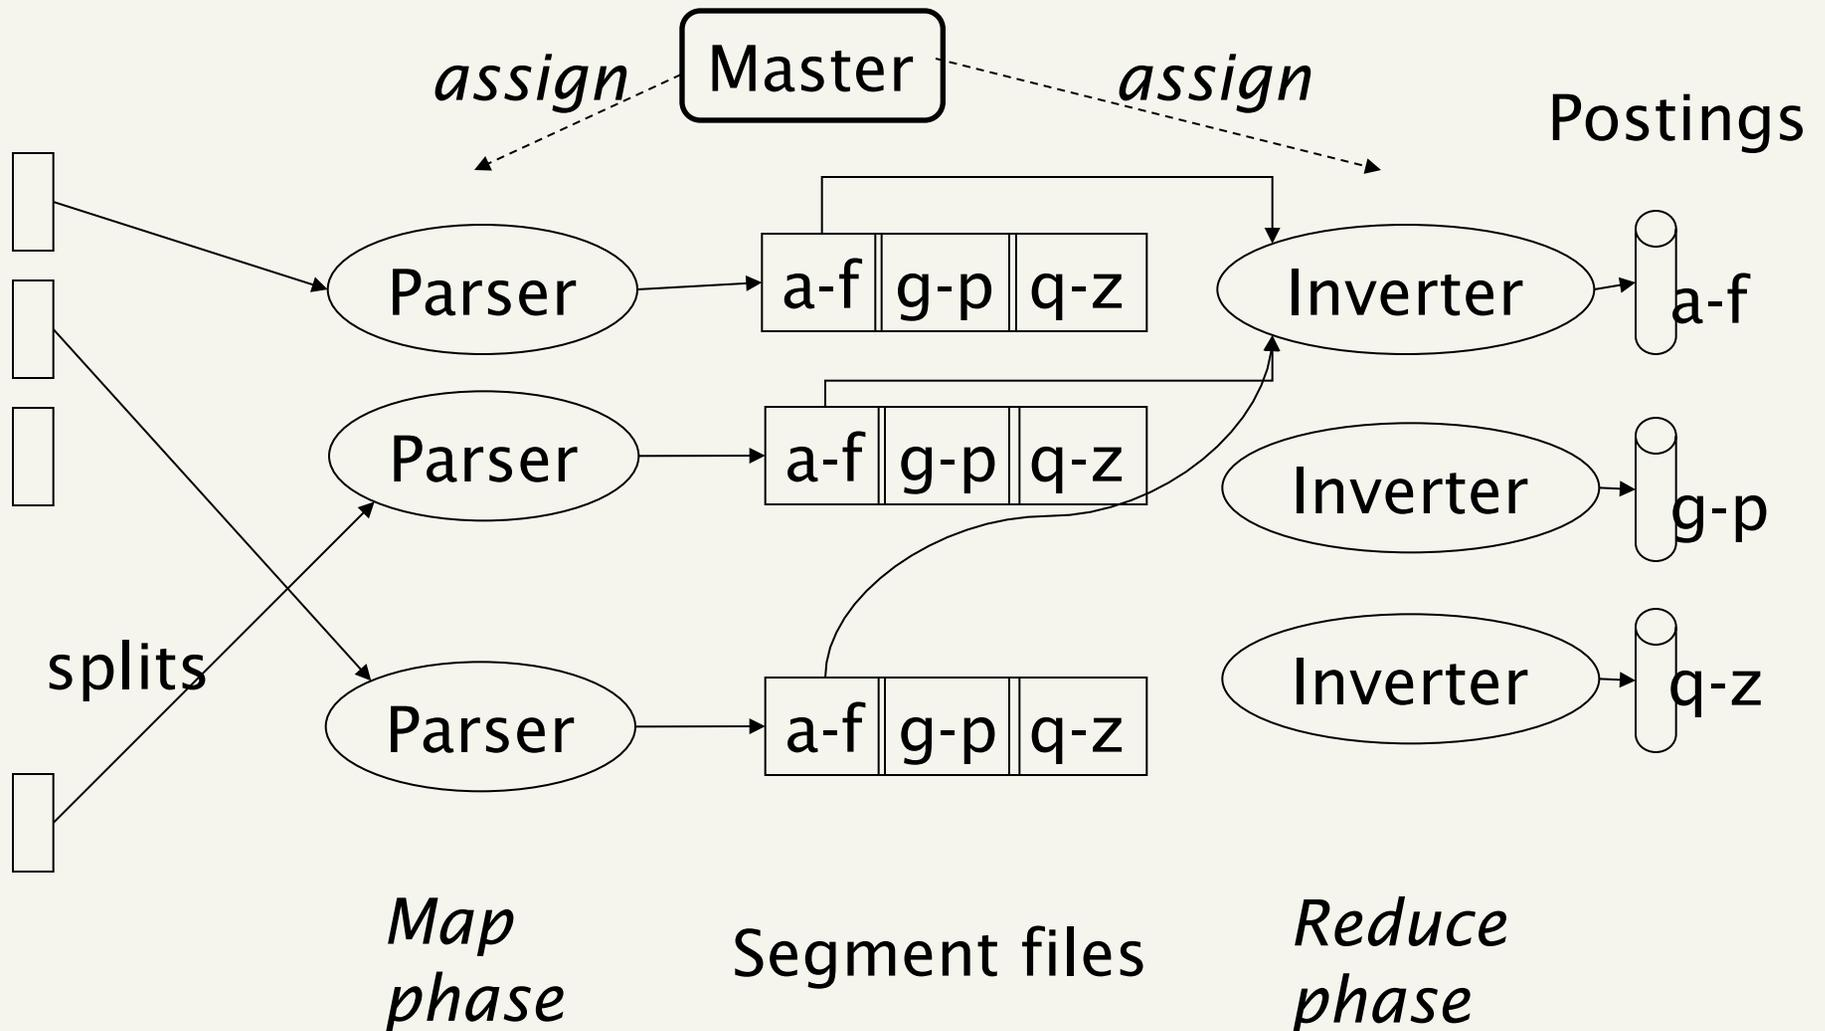 Master
assign
assign
Postings
Parser
a-f g-p q-z
Inverter
a-f
Parser
a-f g-p q-z
Inverter
g-p
splits
Parser
a-f g-p q-z
Inverter
q-z
Map
phase
Segment files
Reduce
phase